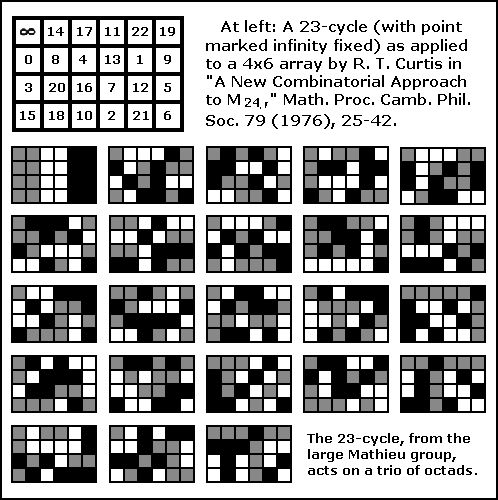 ∞ 14 17 11 22 19
0 8 4 13 1 9
3 20 16 7 12 5
15 18 10 2 21 6
At left: A 23-cycle (with point
marked infinity fixed) as applied
to a 4x6 array by R. T. Curtis in
"A New Combinatorial Approach
to M24," Math. Proc. Camb. Phil.
Soc. 79 (1976), 25-42.
The 23-cycle, from the
large Mathieu group,
acts on a trio of octads.